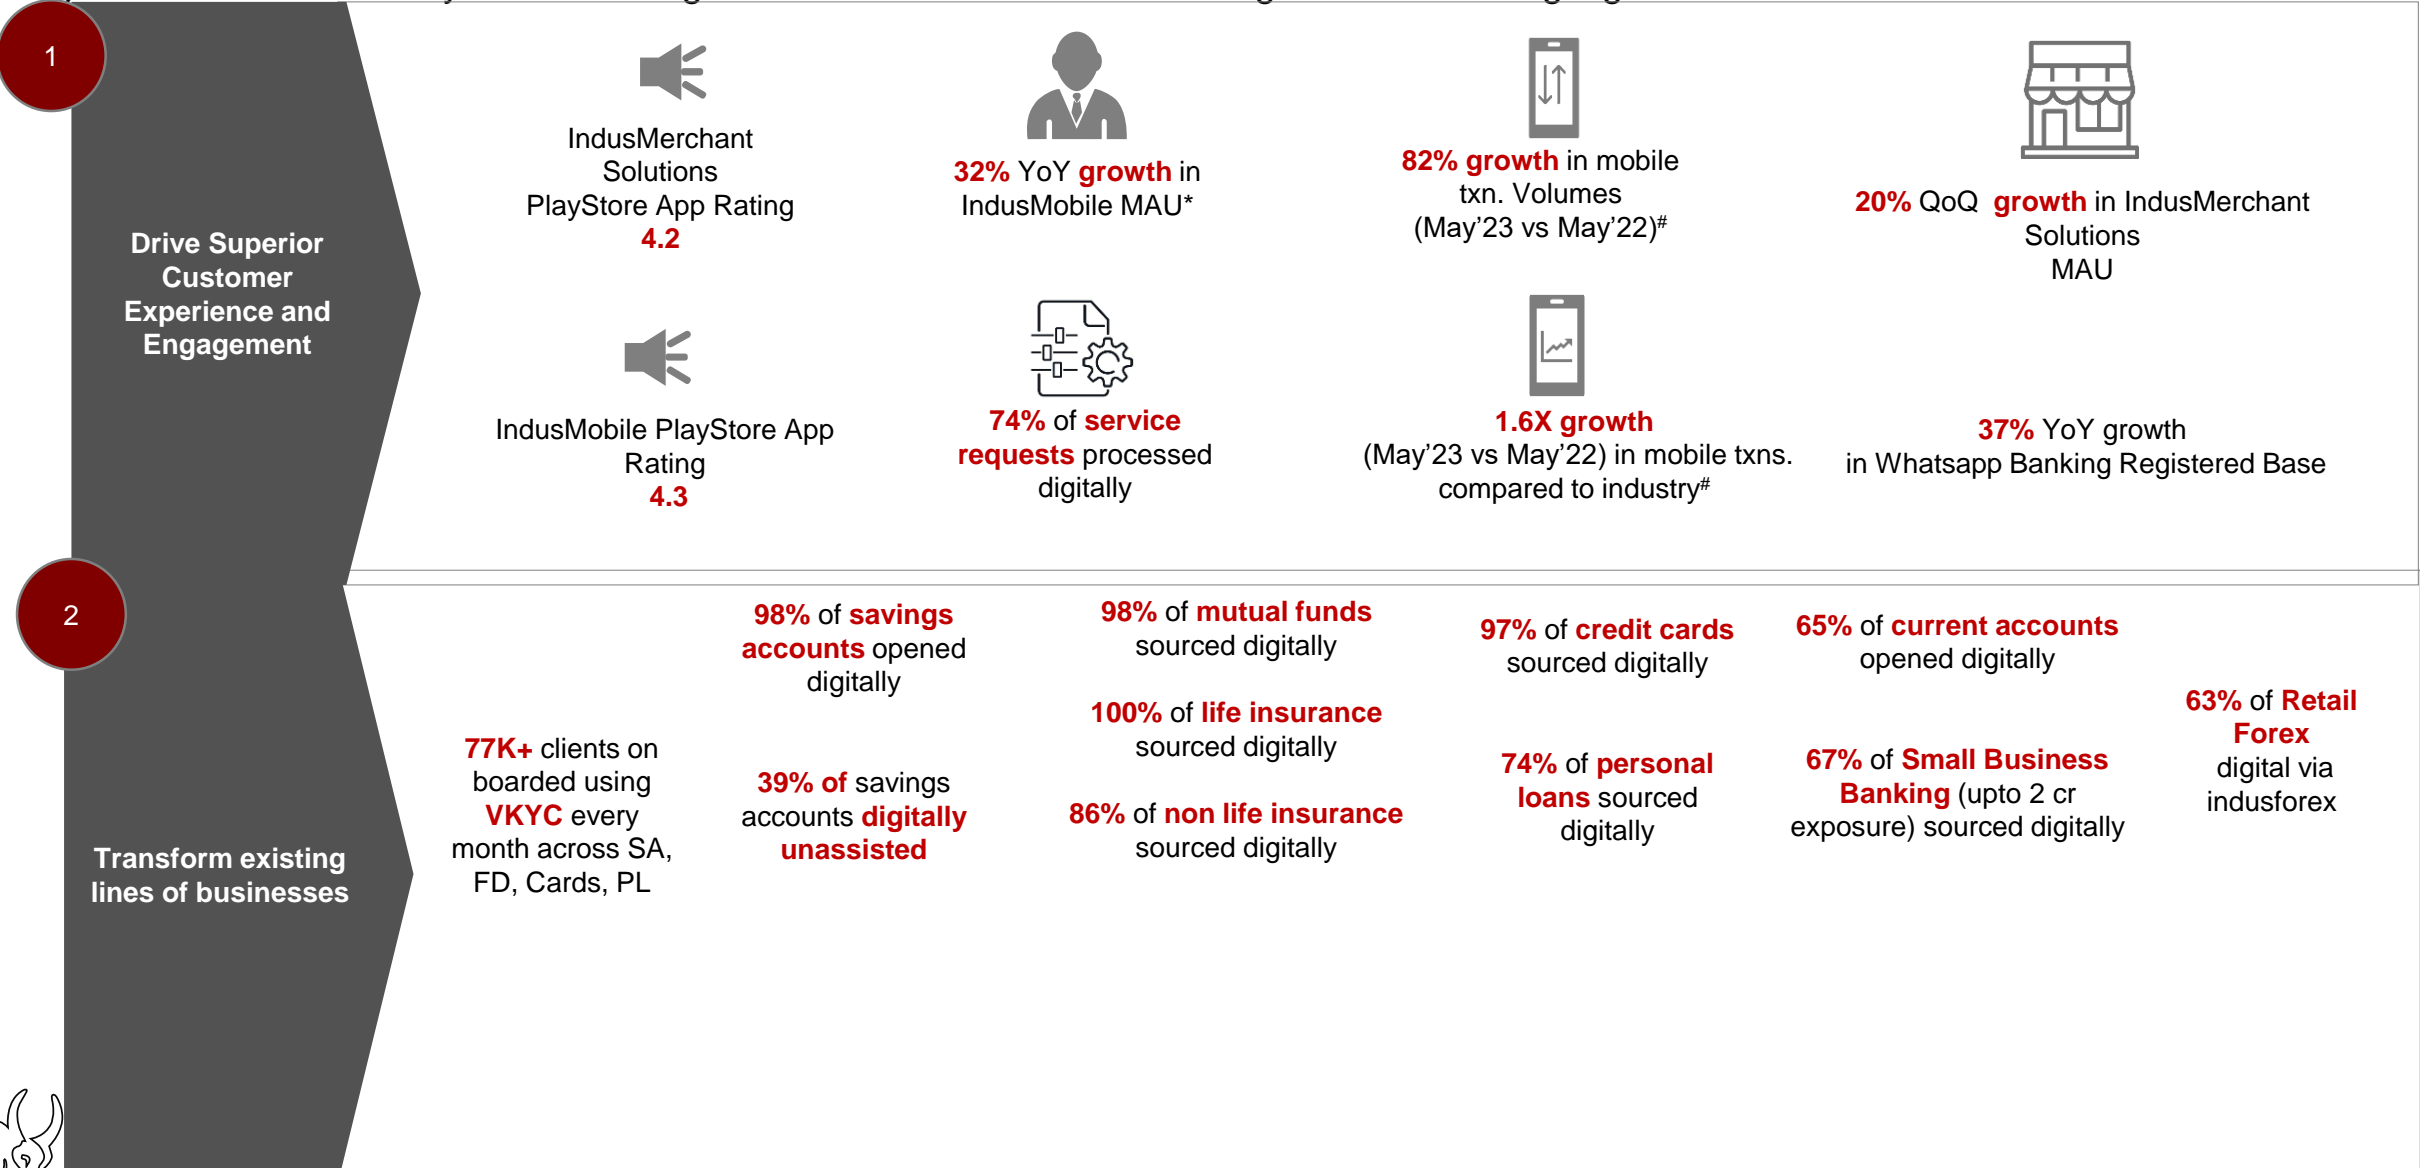 1
Drive Superior
Customer
Experience and
Engagement
IndusMerchant
Solutions
PlayStore App Rating
4.2
32% YoY growth in
IndusMobile MAU*
82% growth in mobile
txn. Volumes
(May’23 vs May’22)#
20% QoQ growth in IndusMerchant
Solutions
MAU
IndusMobile PlayStore App
Rating
4.3
74% of service
requests processed
digitally
1.6X growth
(May’23 vs May’22) in mobile txns.
compared to industry#
37% YoY growth
in Whatsapp Banking Registered Base
2
Transform existing
lines of businesses
77K+ clients on
boarded using
VKYC every
month across SA,
FD, Cards, PL
98% of savings
accounts opened
digitally
39% of savings
accounts digitally
unassisted
98% of mutual funds
sourced digitally
100% of life insurance
sourced digitally
86% of non life insurance
sourced digitally
97% of credit cards
sourced digitally
74% of personal
loans sourced
digitally
65% of current accounts
opened digitally
67% of Small Business
Banking (upto 2 cr
exposure) sourced digitally
63% of Retail
Forex
digital via
indusforex